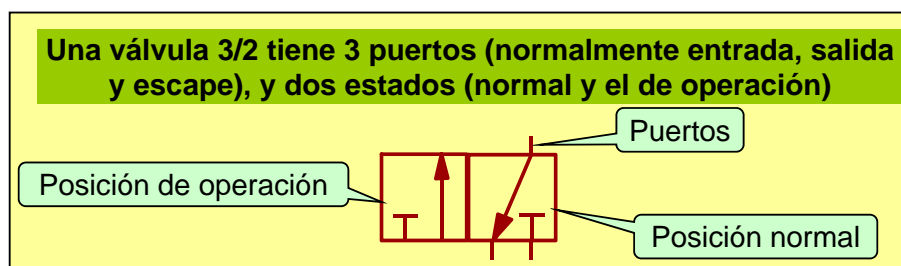 Una válvula 3/2 tiene 3 puertos (normalmente entrada, salida
y escape), y dos estados (normal y el de operación)
Puertos
Posición de operación
Posición normal